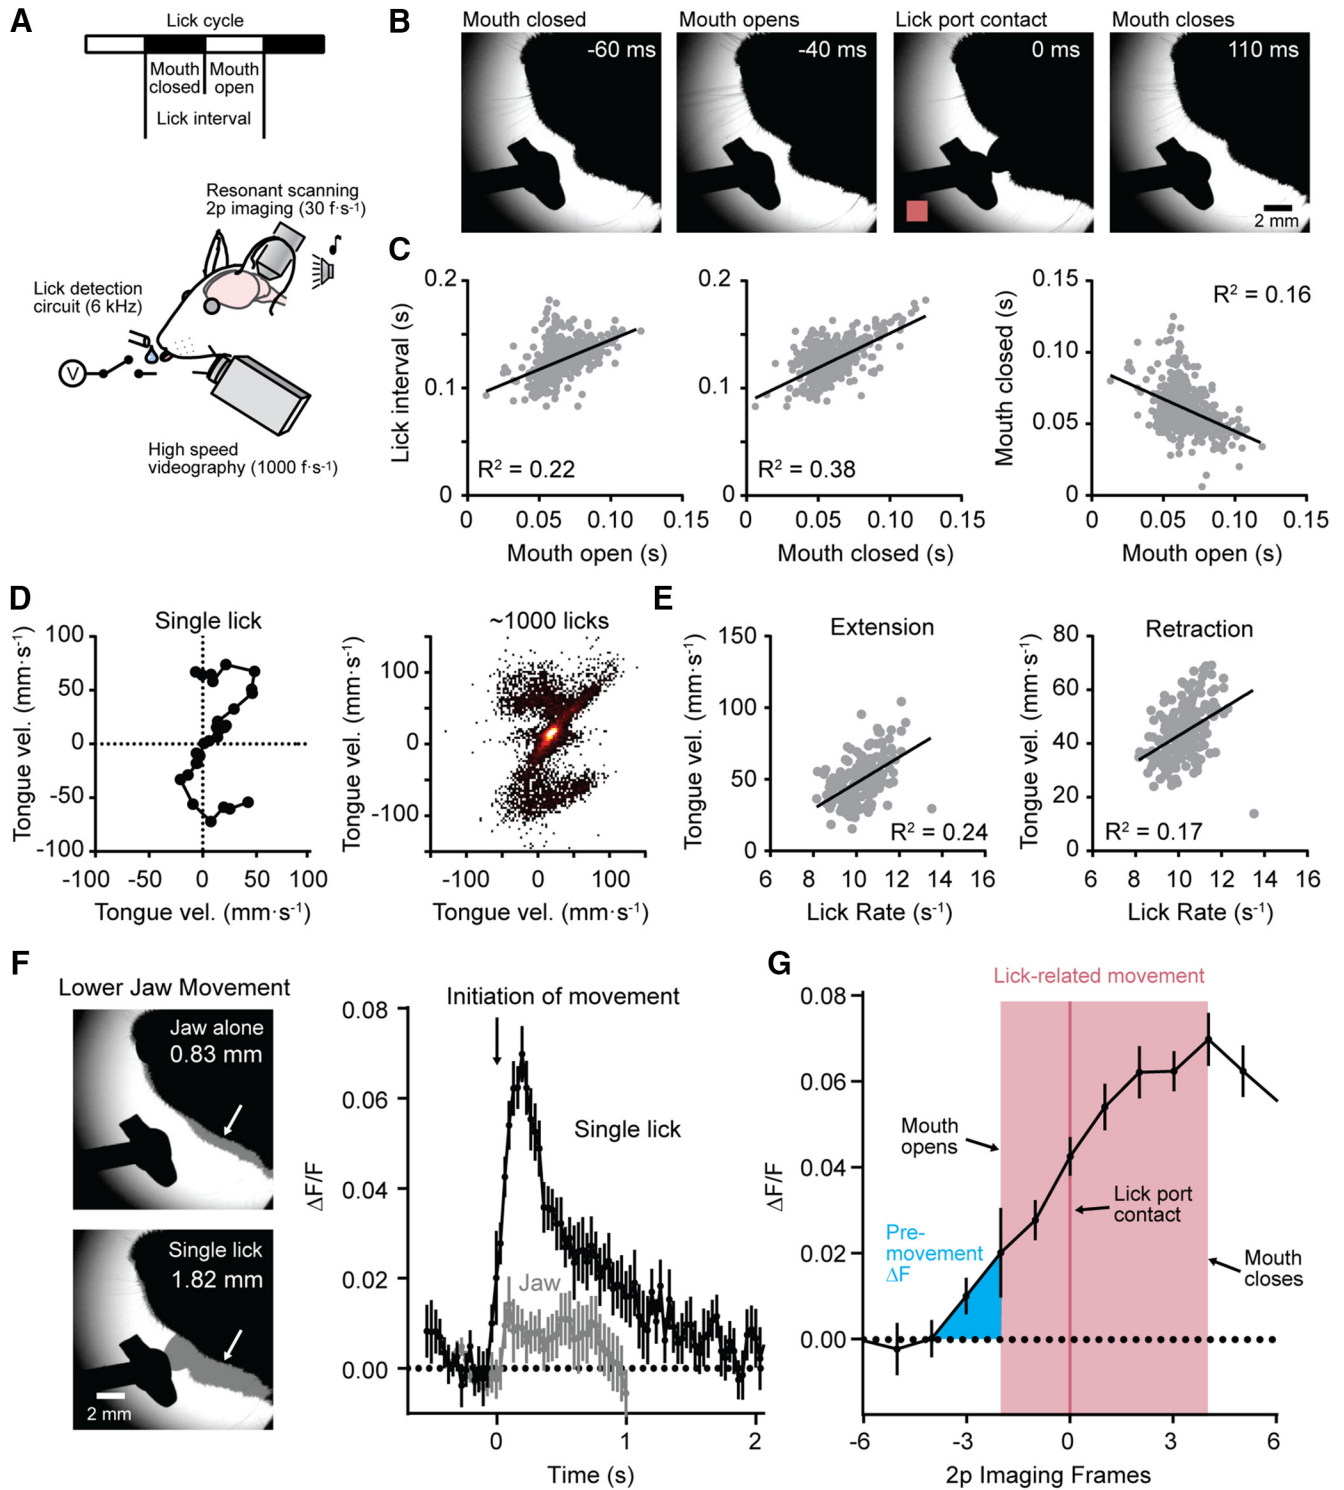 A
Lick cycle
Mouth closed
Mouth open
Lick interval
Resonant scanning
2p imaging (30 f·s-1)
Lick detection
circuit (6 kHz)
V
High speed
videography (1000 f·s-1)
B
Mouth closed
Mouth opens
Lick port contact
Mouth closes
-60 ms
-40 ms
0 ms
110 ms
2 mm
C
Lick interval (s)
0.2
0.1
0
R2 = 0.22
0 0.05 0.10 0.15
Mouth open (s)
0.2
0.1
0
R2 = 0.38
0 0.05 0.10 0.15
Mouth closed (s)
Mouth closed (s)
0.15
0.10
0.05
0
R2 = 0.16
0 0.05 0.10 0.15
Mouth open (s)
D
Single lick
Tongue vel. (mm·s-1)
100
50
0
-50
-100
-100 -50 0 50 100
Tongue vel. (mm·s-1)
~1000 licks
Tongue vel. (mm·s-1)
100
0
-100
-100 0 100
Tongue vel. (mm·s-1)
E
Extension
Tongue vel. (mm·s-1)
150
100
50
0
R2 = 0.24
6 8 10 12 14 16
Lick Rate (s-1)
Retraction
Tongue vel. (mm·s-1)
80
60
40
20
0
R2 = 0.17
6 8 10 12 14 16
Lick Rate (s-1)
F
Lower Jaw Movement
Jaw alone
0.83 mm
Single lick
1.82 mm
2 mm
Initiation of movement
ΔF/F
0.08
0.06
0.04
0.02
0.00
Single lick
Jaw
0 1 2
Time (s)
G
Lick-related movement
ΔF/F
0.08
0.06
0.04
0.02
0.00
Mouth
opens
Lick port
contact
Pre-
movement
ΔF
Mouth
closes
-6 -3 0 3 6
2p Imaging Frames